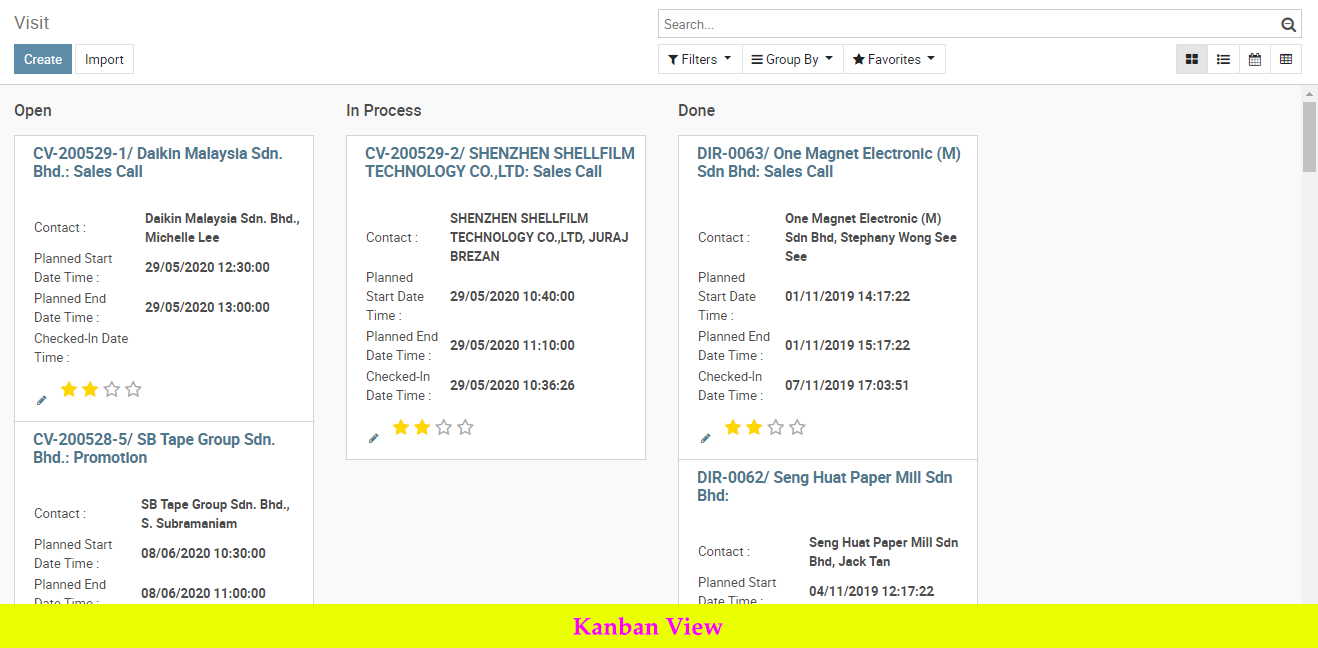 Visit
Search...
Create
Import
Filters
Group By
Favorites
Open
CV-200529-1/ Daikin Malaysia Sdn.
Bhd.: Sales Call
Contact :
Daikin Malaysia Sdn. Bhd.,
Michelle Lee
Planned Start
Date Time :
29/05/2020 12:30:00
Planned End
Date Time :
29/05/2020 13:00:00
Checked-In Date
Time :
CV-200528-5/ SB Tape Group Sdn.
Bhd.: Promotion
Contact :
SB Tape Group Sdn. Bhd.,
S. Subramaniam
Planned Start
Date Time :
08/06/2020 10:30:00
Planned End
Date Time :
08/06/2020 11:00:00
In Process
CV-200529-2/ SHENZHEN SHELLFILM
TECHNOLOGY CO.,LTD: Sales Call
Contact :
SHENZHEN SHELLFILM
TECHNOLOGY CO.,LTD, JURAJ
BREZAN
Planned
Start Date
Time :
29/05/2020 10:40:00
Planned End
Date Time :
29/05/2020 11:10:00
Checked-In
Date Time :
29/05/2020 10:36:26
Done
DIR-0063/ One Magnet Electronic (M)
Sdn Bhd: Sales Call
Contact :
One Magnet Electronic (M)
Sdn Bhd, Stephany Wong See
See
Planned
Start Date
Time :
01/11/2019 14:17:22
Planned End
Date Time :
01/11/2019 15:17:22
Checked-In
Date Time :
07/11/2019 17:03:51
DIR-0062/ Seng Huat Paper Mill Sdn
Bhd:
Contact :
Seng Huat Paper Mill Sdn
Bhd, Jack Tan
Planned Start
Date Time :
04/11/2019 12:17:22
Kanban View